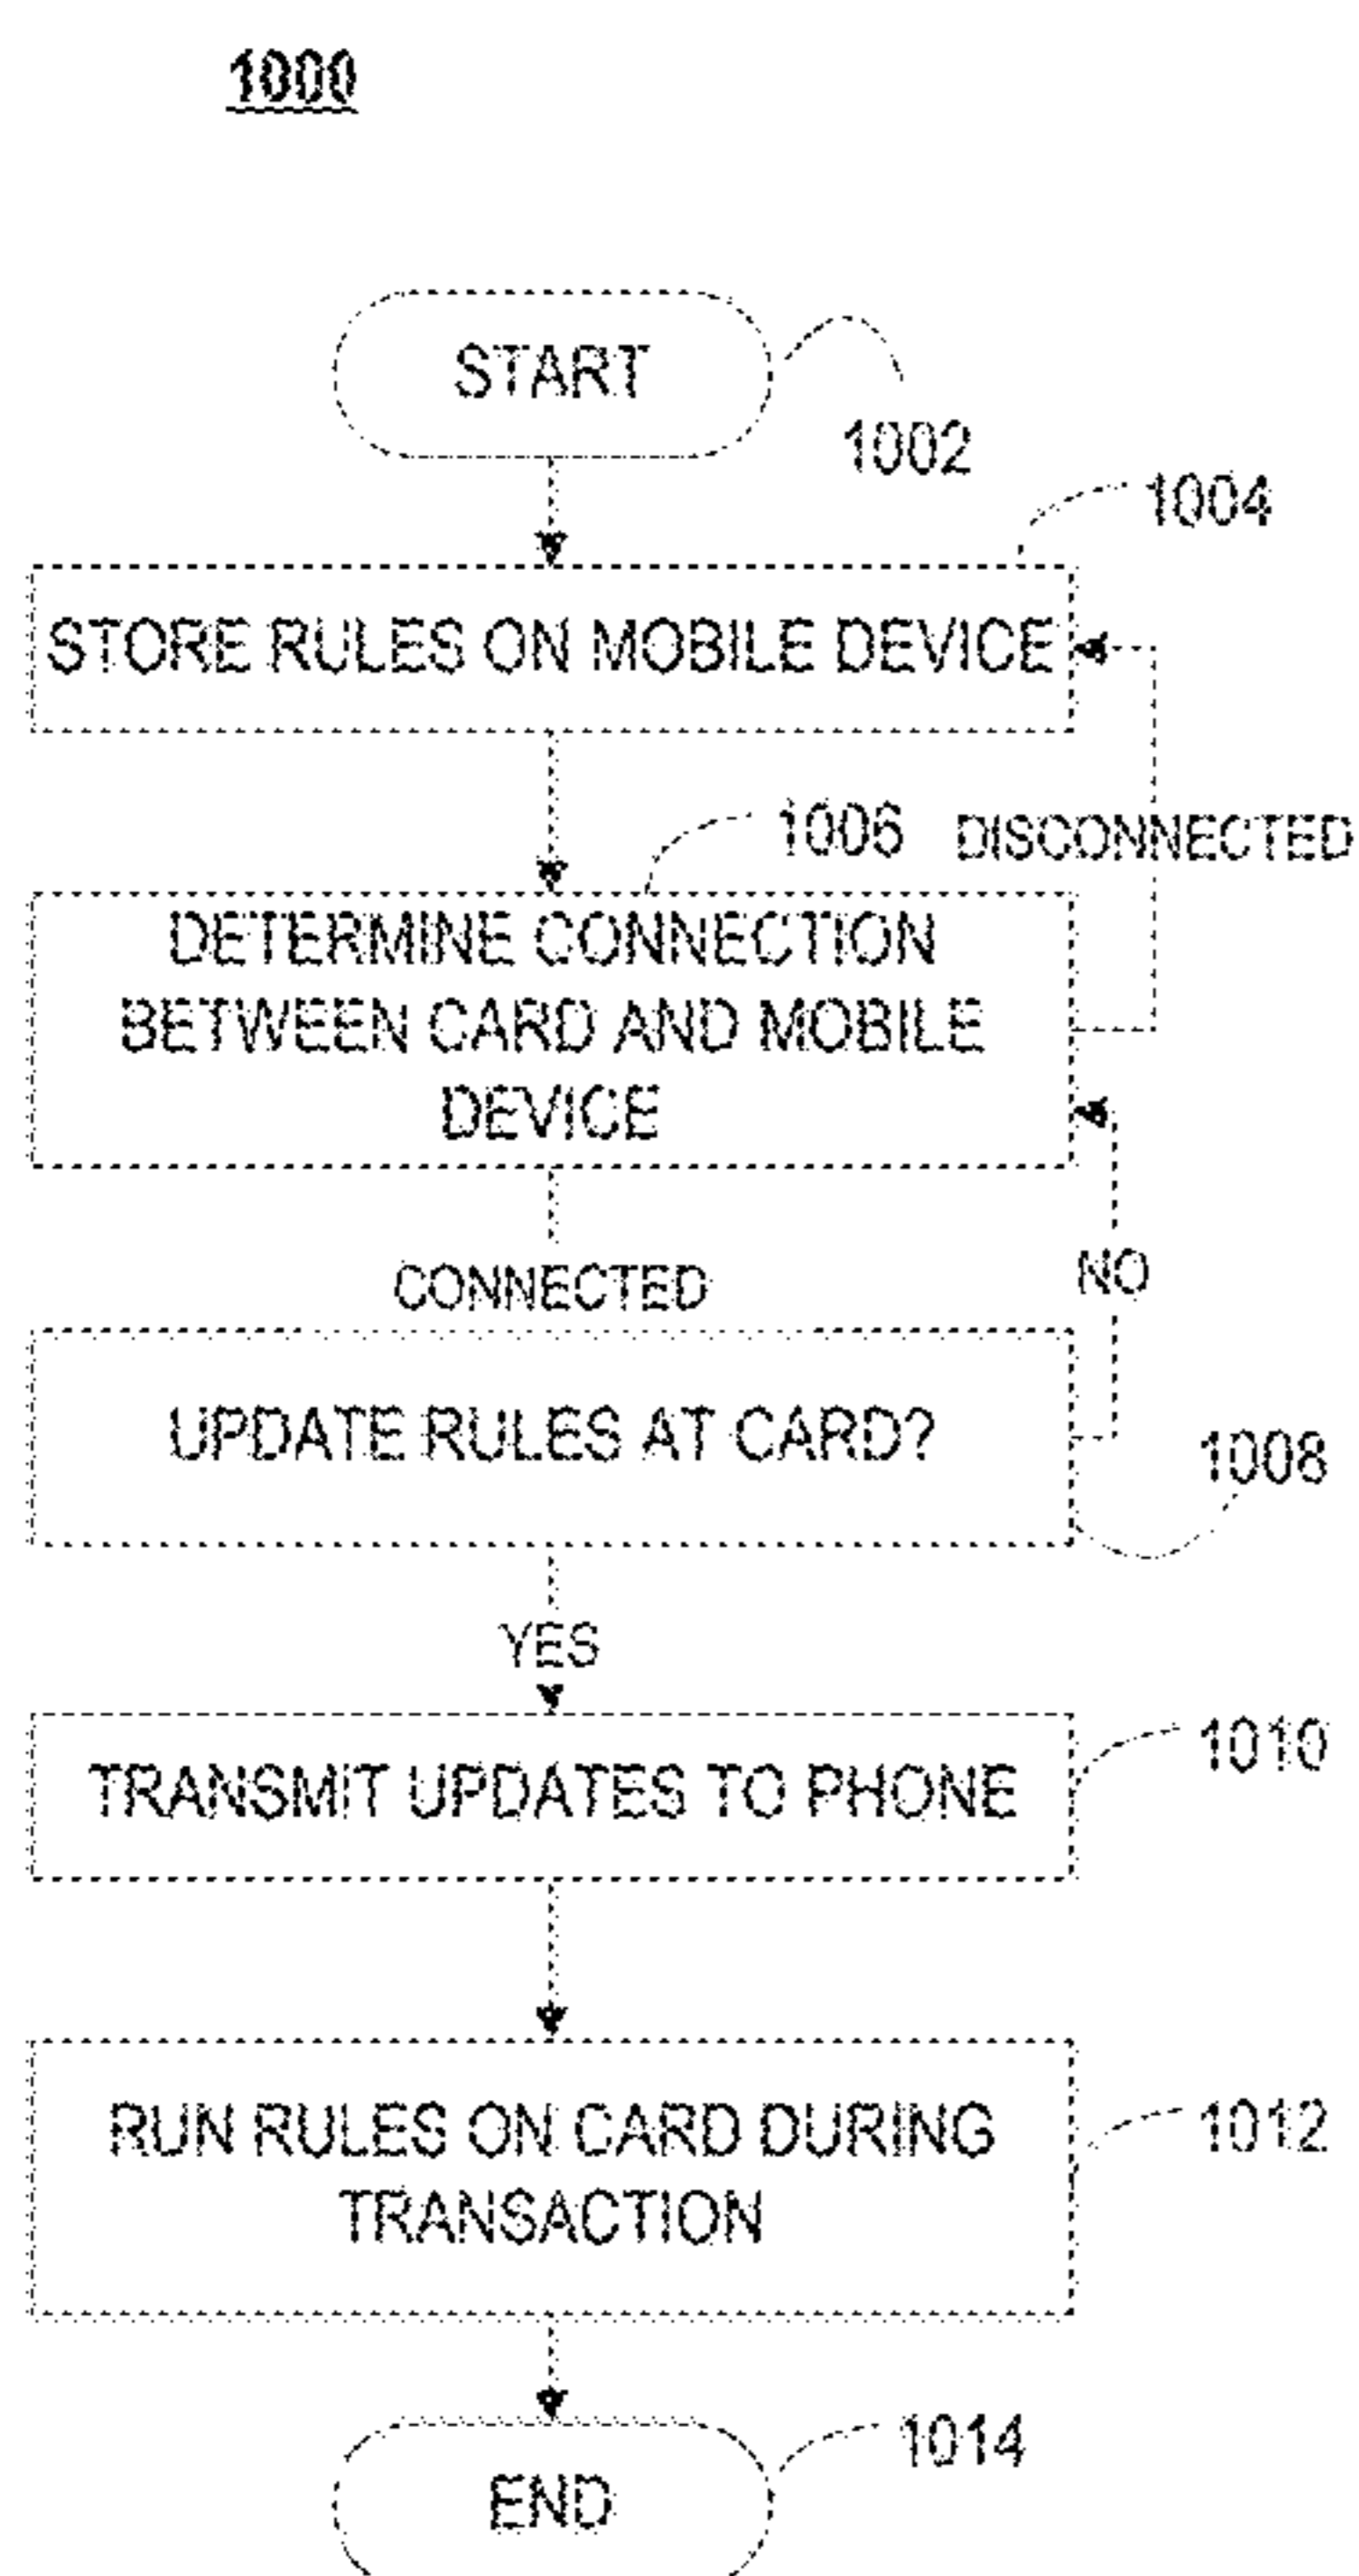 1000
START
1002
1004
STORE RULES ON MOBILE DEVICE
1006
DISCONNECTED
DETERMINE CONNECTION
BETWEEN CARD AND MOBILE
DEVICE
CONNECTED
NO
UPDATE RULES AT CARD?
1008
YES
TRANSMIT UPDATES TO PHONE
1010
RUN RULES ON CARD DURING
TRANSACTION
1012
1014
END